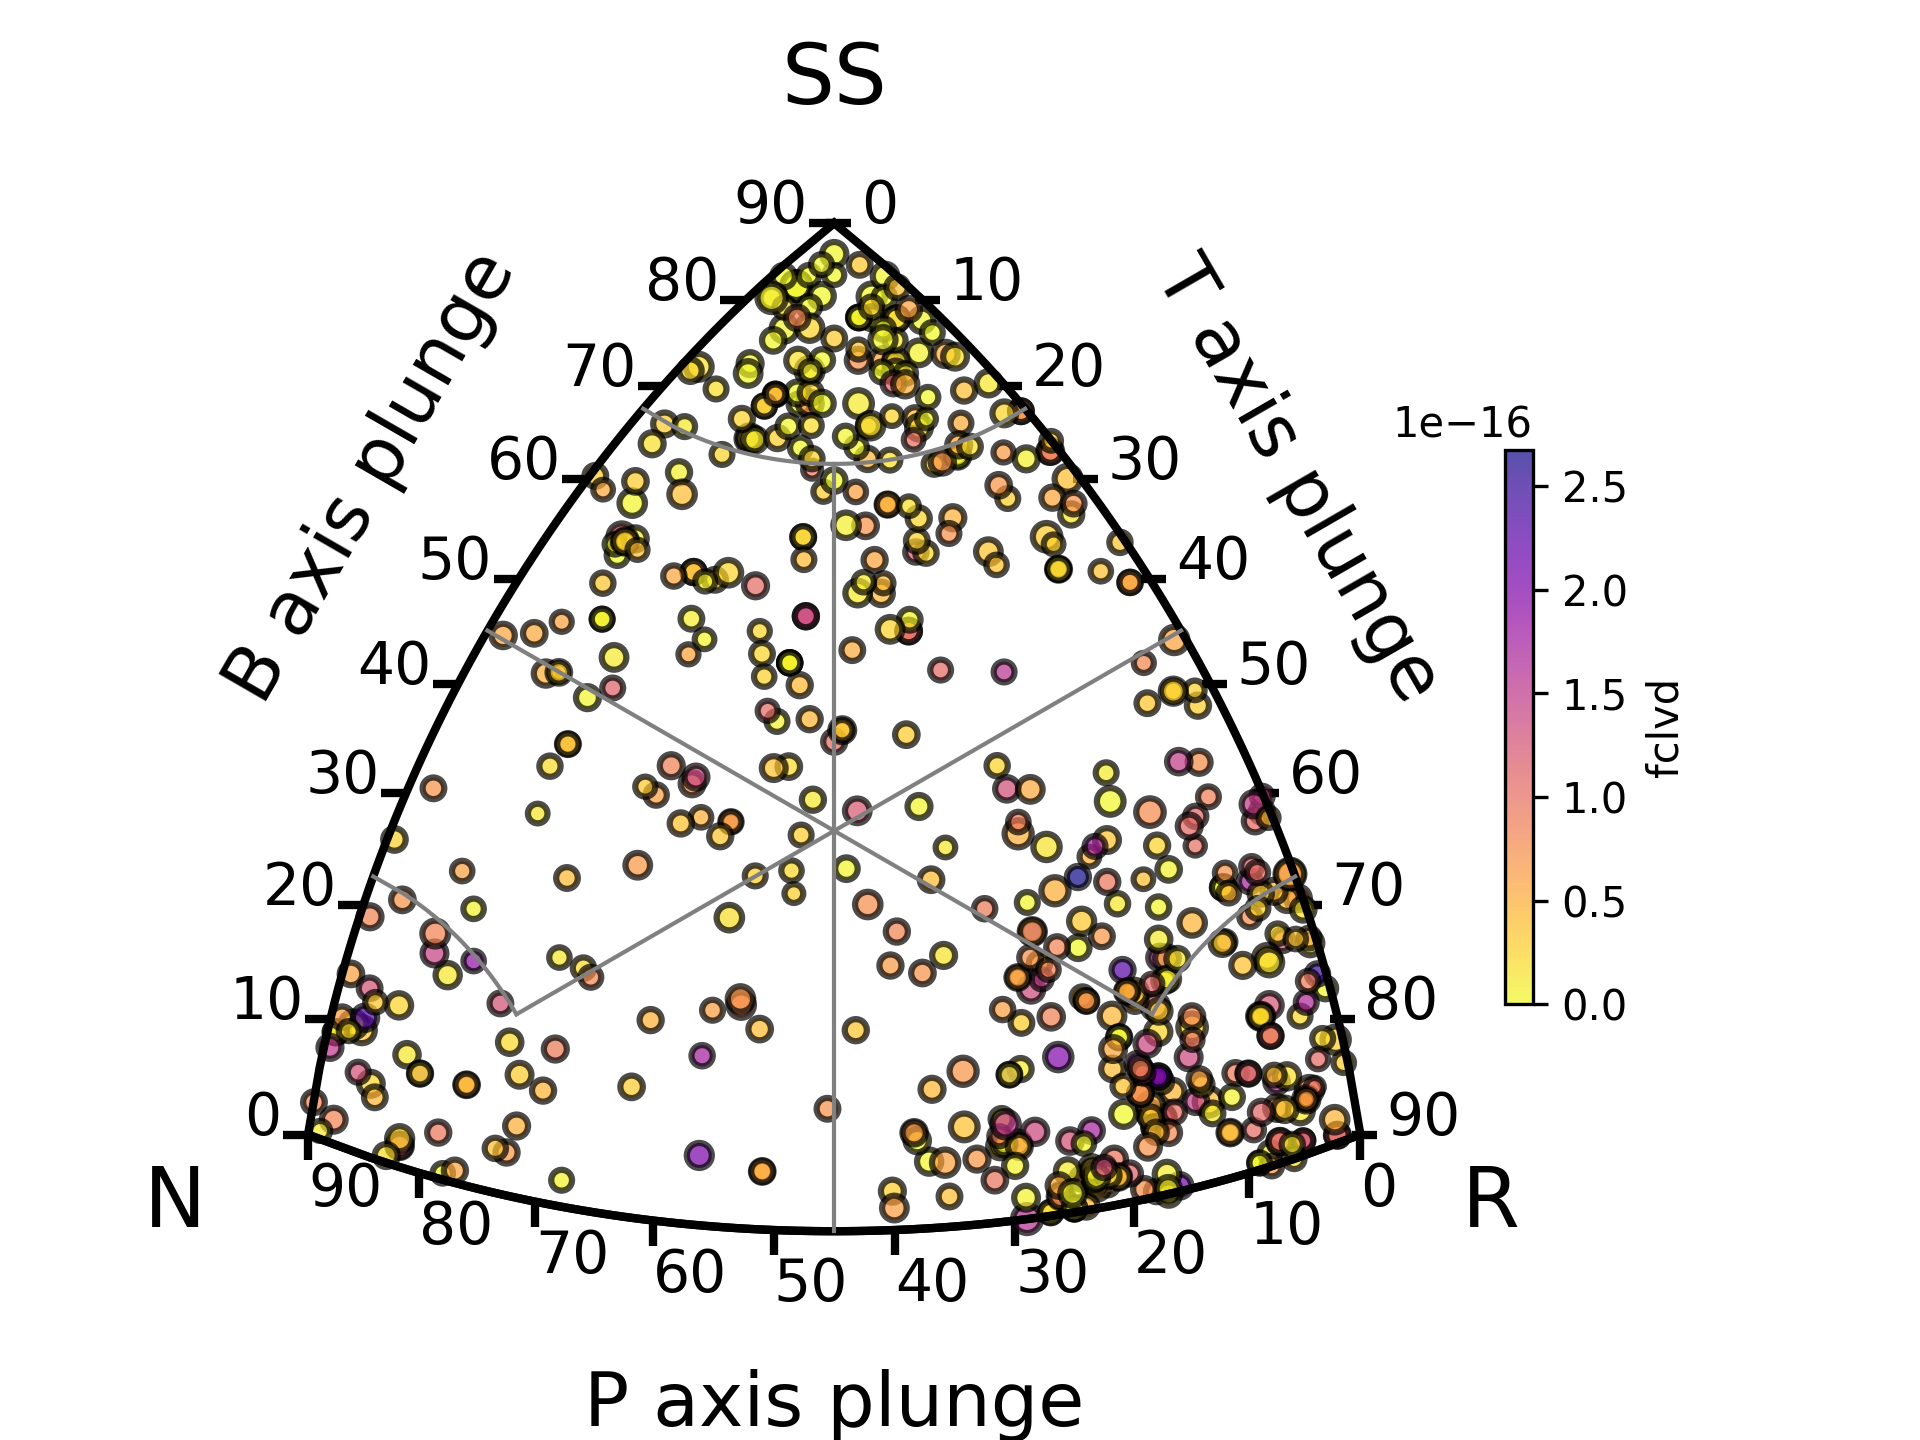 SS
90 0
80 10
70 20
60 30
50 40
40 50
30 60
20 70
10 80
0 90
B axis plunge
T axis plunge
N
R
90 80 70 60 50 40 30 20 10 0
P axis plunge
1e−16
2.5
2.0
1.5
1.0
0.5
0.0
fclvd